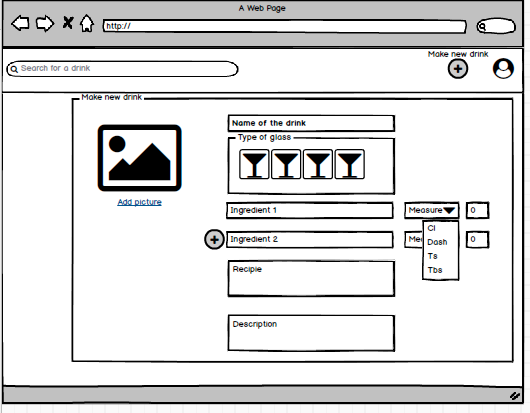 A Web Page
http://
Make new drink
Search for a drink
Make new drink
Name of the drink
Type of glass
Add picture
Ingredient 1
Measure
0
Cl
Ingredient 2
Me
0
Dash
Ts
Tbs
Recipie
Description